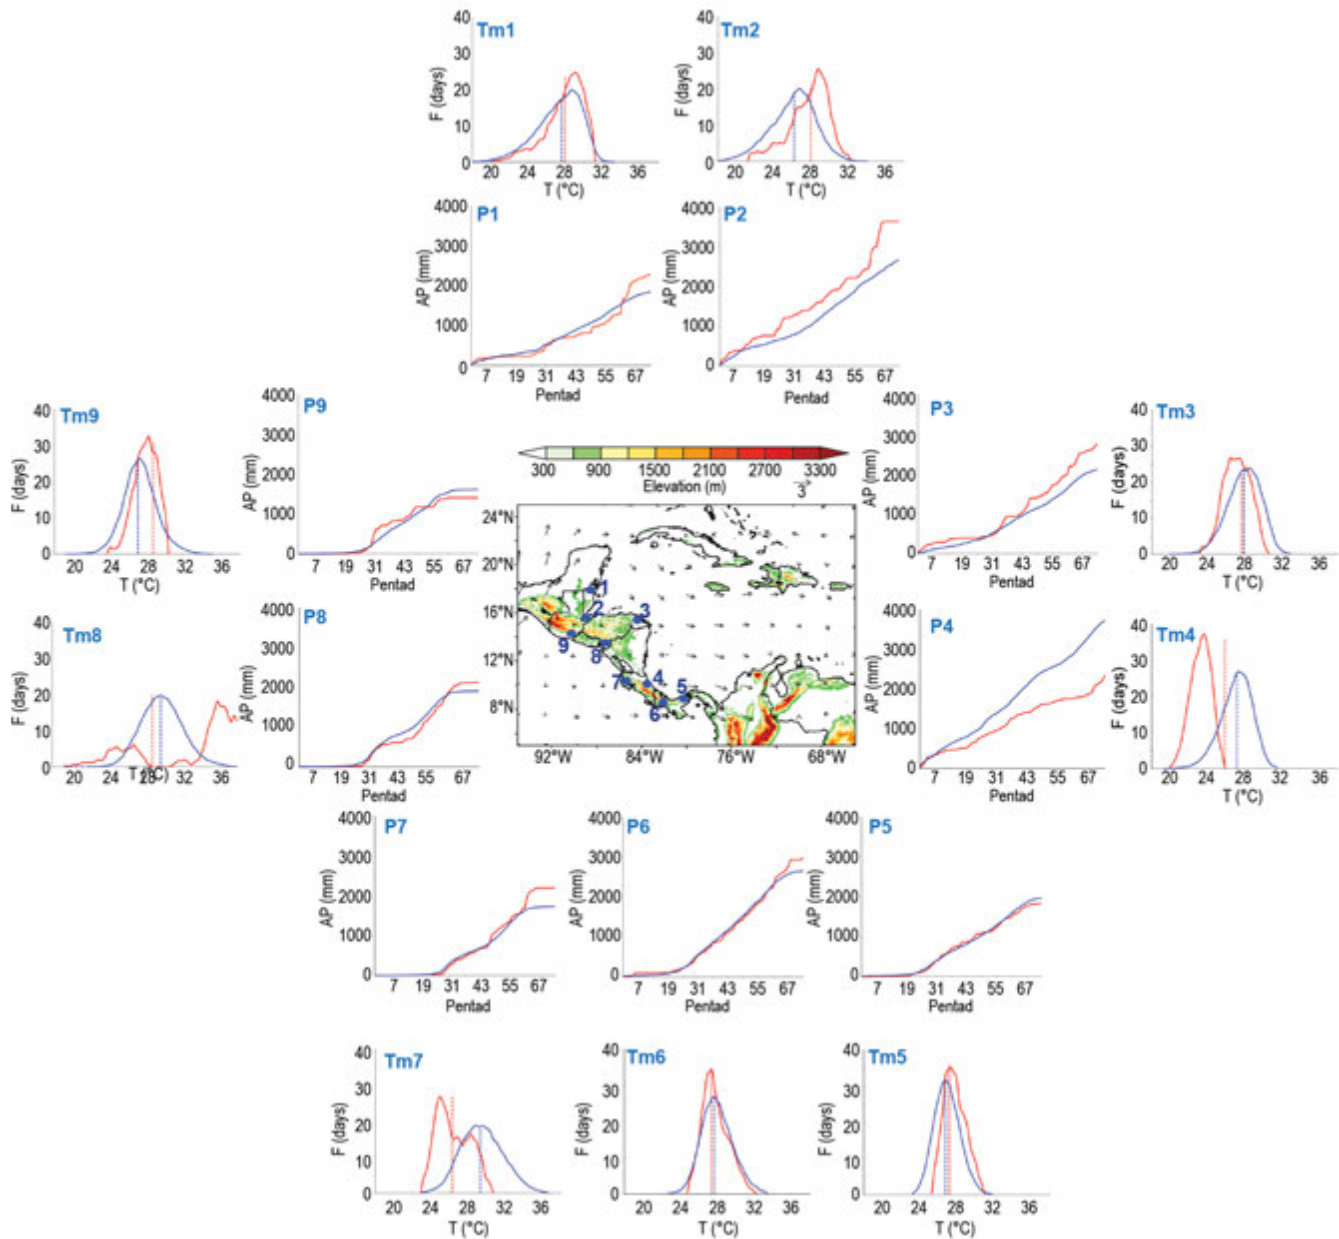 Tm1
F (days)
40
30
20
10
0
20 24 28 32 36
T (°C)
Tm2
F (days)
40
30
20
10
0
20 24 28 32 36
T (°C)
P1
AP (mm)
4000
3000
2000
1000
0
7 19 31 43 55 67
Pentad
P2
AP (mm)
4000
3000
2000
1000
0
7 19 31 43 55 67
Pentad
Tm9
F (days)
40
30
20
10
0
20 24 28 32 36
T (°C)
P9
AP (mm)
4000
3000
2000
1000
0
7 19 31 43 55 67
Pentad
300 900 1500 2100 2700 3300
Elevation (m)
3
24°N
20°N
16°N
12°N
8°N
92°W 84°W 76°W 68°W
1
2
3
9
8
7
4
5
6
P3
AP (mm)
4000
3000
2000
1000
0
7 19 31 43 55 67
Pentad
Tm3
F (days)
40
30
20
10
0
20 24 28 32 36
T (°C)
Tm8
F (days)
40
30
20
10
0
20 24 28 32 36
T (°C)
P8
AP (mm)
4000
3000
2000
1000
0
7 19 31 43 55 67
Pentad
P4
AP (mm)
4000
3000
2000
1000
0
7 19 31 43 55 67
Pentad
Tm4
F (days)
40
30
20
10
0
20 24 28 32 36
T (°C)
P7
AP (mm)
4000
3000
2000
1000
0
7 19 31 43 55 67
Pentad
P6
AP (mm)
4000
3000
2000
1000
0
7 19 31 43 55 67
Pentad
P5
AP (mm)
4000
3000
2000
1000
0
7 19 31 43 55 67
Pentad
Tm7
F (days)
40
30
20
10
0
20 24 28 32 36
T (°C)
Tm6
F (days)
40
30
20
10
0
20 24 28 32 36
T (°C)
Tm5
F (days)
40
30
20
10
0
20 24 28 32 36
T (°C)